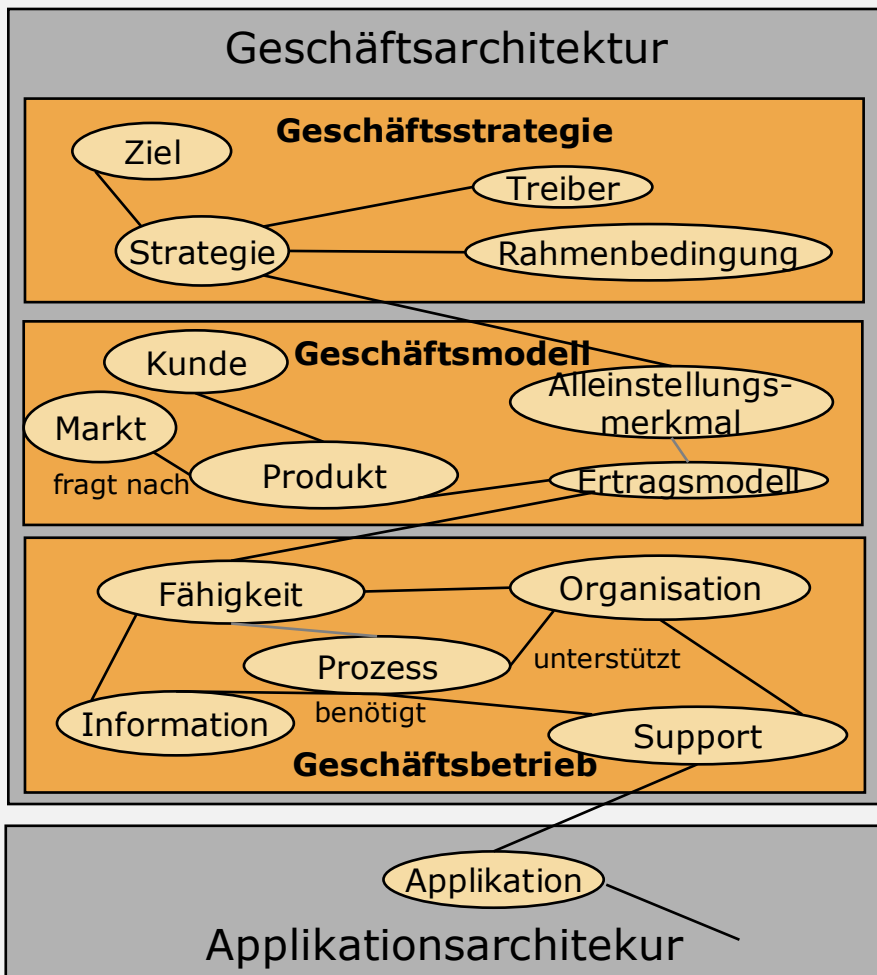 Geschäftsarchitektur
Geschäftsstrategie
Ziel
Treiber
Strategie
Rahmenbedingung
Geschäftsmodell
Kunde
Alleinstellungs-
merkmal
Markt
Produkt
fragt nach
Ertragsmodell
Fähigkeit
Organisation
Prozess
unterstützt
Information
benötigt
Support
Geschäftsbetrieb
Applikation
Applikationsarchitekur